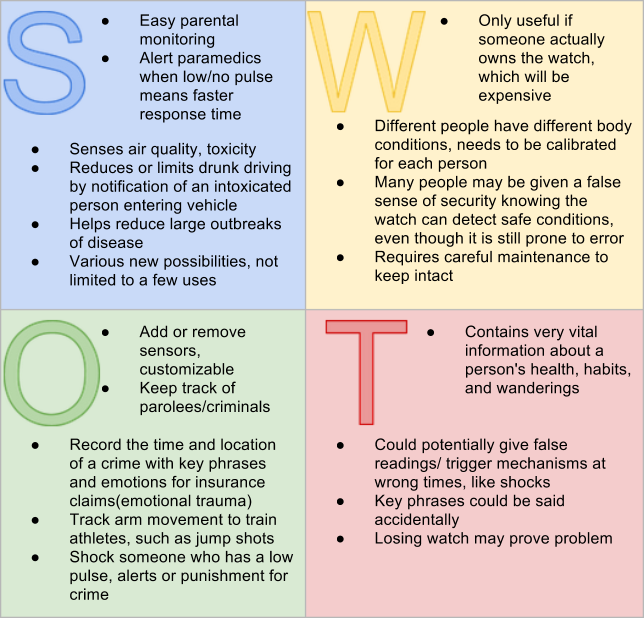 S
● Easy parental
monitoring
● Alert paramedics
when low/no pulse
means faster
response time
● Senses air quality, toxicity
● Reduces or limits drunk driving
by notification of an intoxicated
person entering vehicle
● Helps reduce large outbreaks
of disease
● Various new possibilities, not
limited to a few uses
W
● Only useful if
someone actually
owns the watch,
which will be
expensive
● Different people have different body
conditions, needs to be calibrated
for each person
● Many people may be given a false
sense of security knowing the
watch can detect safe conditions,
even though it is still prone to error
● Requires careful maintenance to
keep intact
O
● Add or remove
sensors,
customizable
● Keep track of
parolees/criminals
● Record the time and location
of a crime with key phrases
and emotions for insurance
claims(emotional trauma)
● Track arm movement to train
athletes, such as jump shots
● Shock someone who has a low
pulse, alerts or punishment for
crime
T
● Contains very vital
information about a
person's health, habits,
and wanderings
● Could potentially give false
readings/ trigger mechanisms at
wrong times, like shocks
● Key phrases could be said
accidentally
● Losing watch may prove problem